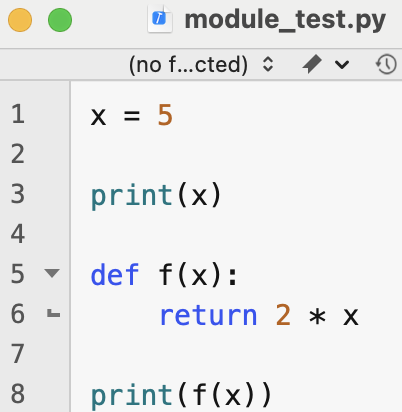 module_test.py
(no f...cted)
1 x = 5
2
3 print(x)
4
5 def f(x):
6     return 2 * x
7
8 print(f(x))